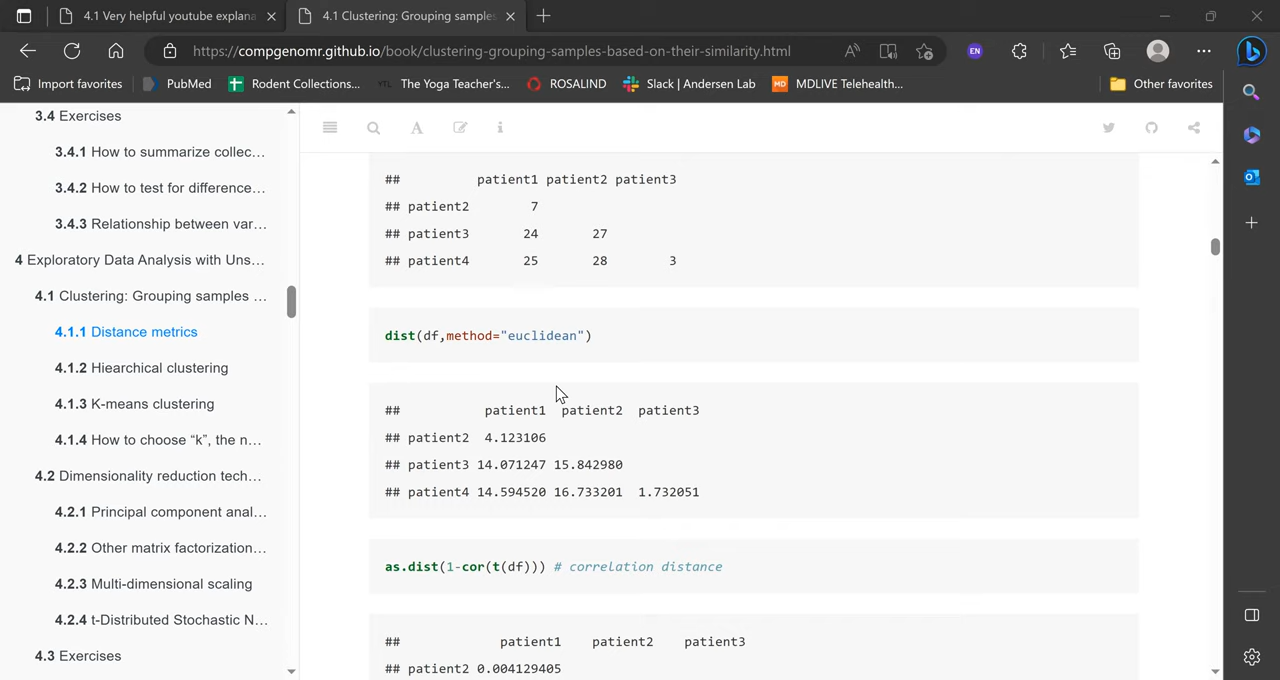 4.1 Very helpful youtube explana
4.1 Clustering: Grouping samples
https://compgenomr.github.io/book/clustering-grouping-samples-based-on-their-similarity.html
EN
Import favorites
PubMed
Rodent Collections...
YTL The Yoga Teacher's...
ROSALIND
Slack | Andersen Lab
MD MDLIVE Telehealth...
Other favorites
3.4 Exercises
3.4.1 How to summarize collec...
3.4.2 How to test for difference...
3.4.3 Relationship between var...
4 Exploratory Data Analysis with Uns...
4.1 Clustering: Grouping samples ...
4.1.1 Distance metrics
4.1.2 Hiearchical clustering
4.1.3 K-means clustering
4.1.4 How to choose “k”, the n...
4.2 Dimensionality reduction tech...
4.2.1 Principal component anal...
4.2.2 Other matrix factorization...
4.2.3 Multi-dimensional scaling
4.2.4 t-Distributed Stochastic N...
4.3 Exercises
## patient1 patient2 patient3
## patient2 7
## patient3 24 27
## patient4 25 28 3
dist(df,method="euclidean")
## patient1 patient2 patient3
## patient2 4.123106
## patient3 14.071247 15.842980
## patient4 14.594520 16.733201 1.732051
as.dist(1-cor(t(df))) # correlation distance
## patient1 patient2 patient3
## patient2 0.004129405